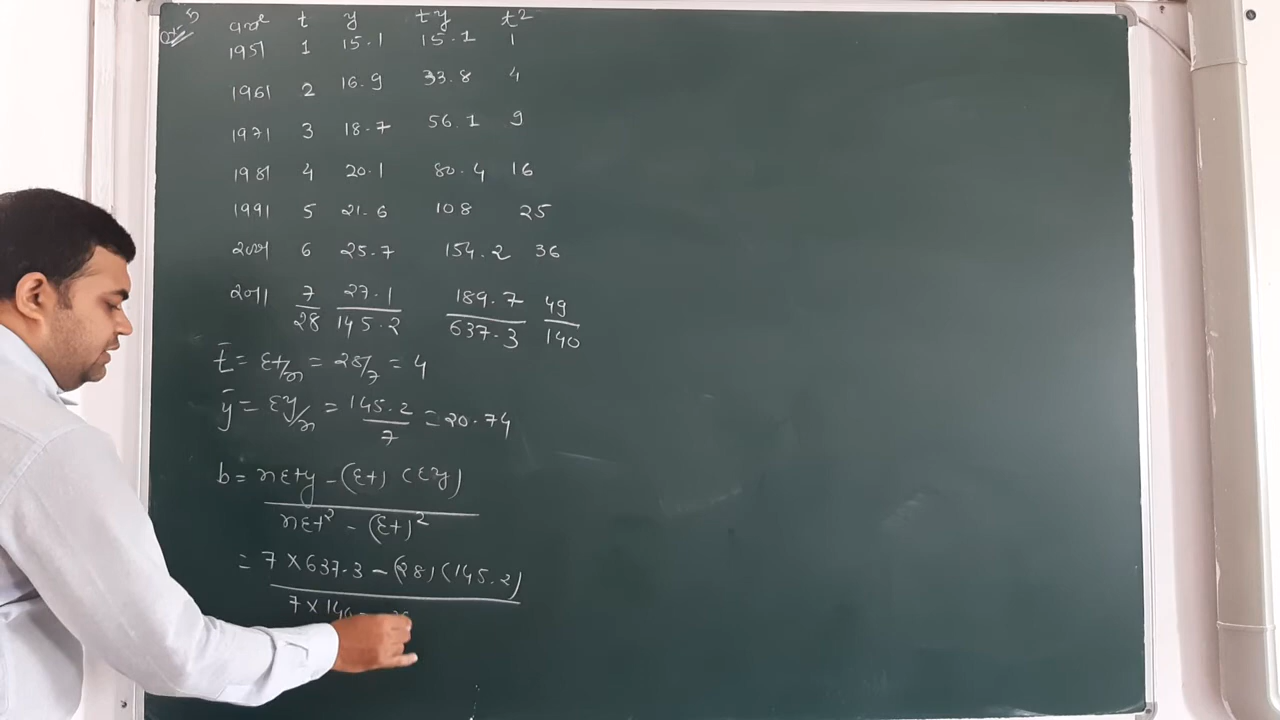 વર્ષ t y ty t²
1951 1 15.1 15.1 1
1961 2 16.9 33.8 4
1971 3 18.7 56.1 9
1981 4 20.1 80.4 16
1991 5 21.6 108 25
2001 6 25.7 154.2 36
2011 7 27.1 189.7 49
28 145.2 637.3 140
t̄ = Σt/n = 28/7 = 4
ȳ = Σy/n = 145.2/7 = 20.74
b = nΣty - (Σt) (Σy)
nΣt² - (Σt)²
= 7 × 637.3 - (28) (145.2)
7 × 140 -